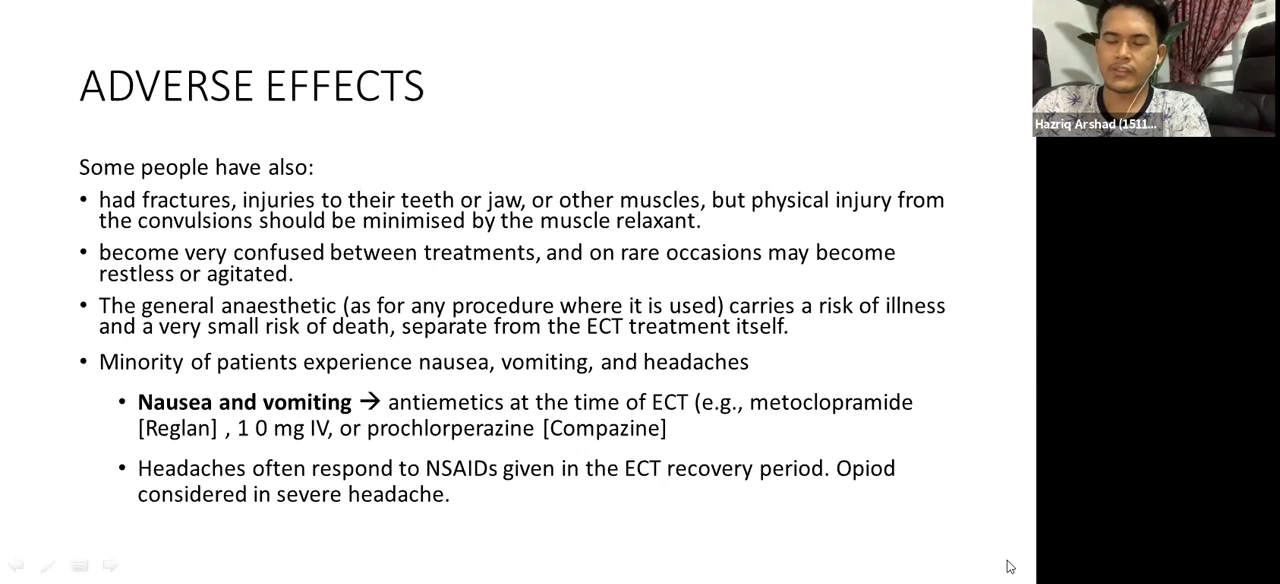 ADVERSE EFFECTS
Hazriq Arshad (1511...
Some people have also:
• had fractures, injuries to their teeth or jaw, or other muscles, but physical injury from
the convulsions should be minimised by the muscle relaxant.
• become very confused between treatments, and on rare occasions may become
restless or agitated.
• The general anaesthetic (as for any procedure where it is used) carries a risk of illness
and a very small risk of death, separate from the ECT treatment itself.
• Minority of patients experience nausea, vomiting, and headaches
• Nausea and vomiting → antiemetics at the time of ECT (e.g., metoclopramide
[Reglan] , 1 0 mg IV, or prochlorperazine [Compazine]
• Headaches often respond to NSAIDs given in the ECT recovery period. Opiod
considered in severe headache.